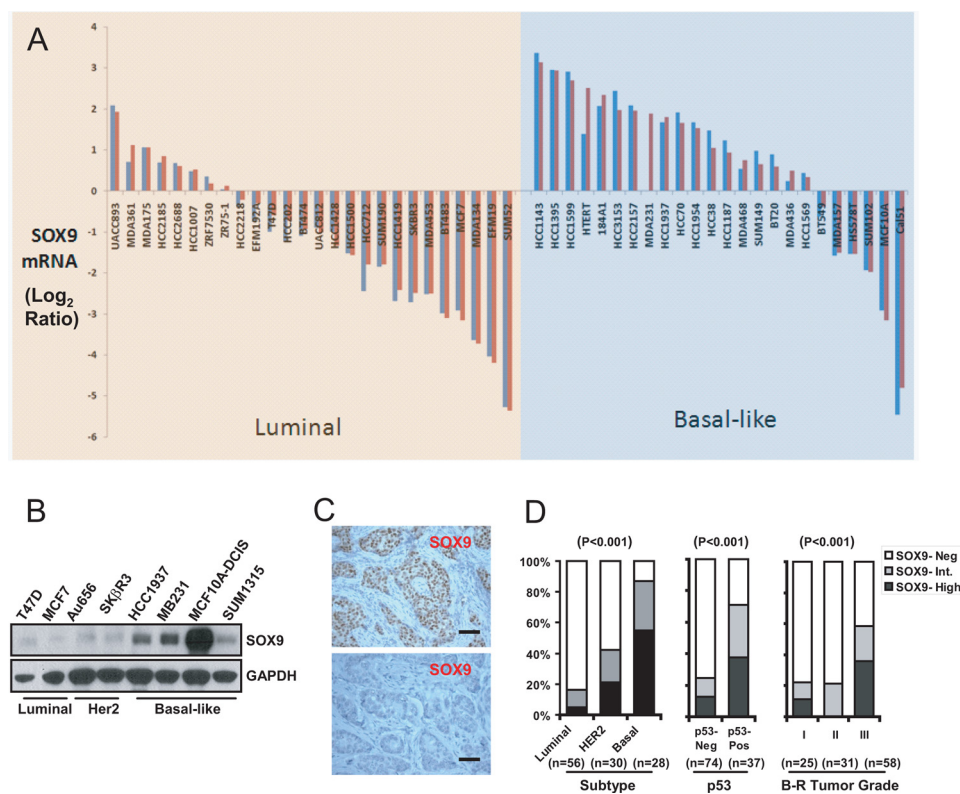 A
4
3
2
1
0
-1
-2
-3
-4
-5
-6
SOX9
mRNA
(Log2
Ratio)
UACC893
MDA361
MDA175
HCC2185
HCC2688
HCC1007
ZRF7530
ZR75-1
HCC2218
EFM192A
T47D
HCC202
BT474
UACC812
HCC1428
HCC1500
HCC712
SUM190
HCC1419
SKBR3
MDA453
BT483
MCF7
MDA134
EFM19
SUM52
HCC143
HCC1395
HCC1599
HTERT
184A1
HCC3153
HCC2157
MDA231
HCC1937
HCC70
HCC1954
HCC38
HCC1187
MDA468
SUM149
BT20
MDAI436
HCC1569
BT549
MDA157
HS578T
SUM102
MCF10A
Cal51
Luminal
Basal-like
B
T47D
MCF7
Au656
SKβR3
HCC1937
MB231
MCF10A-DCIS
SUM1315
SOX9
GAPDH
Luminal
Her2
Basal-like
C
SOX9
SOX9
D
(P<0.001)
(P<0.001)
(P<0.001)
SOX9- Neg
SOX9- Int.
SOX9- High
100%
80%
60%
40%
20%
0%
Luminal
HER2
Basal
p53-
Neg
p53-
Pos
I
II
III
(n=56)
(n=30)
(n=28)
(n=74)
(n=37)
(n=25)
(n=31)
(n=58)
Subtype
p53
B-R Tumor Grade